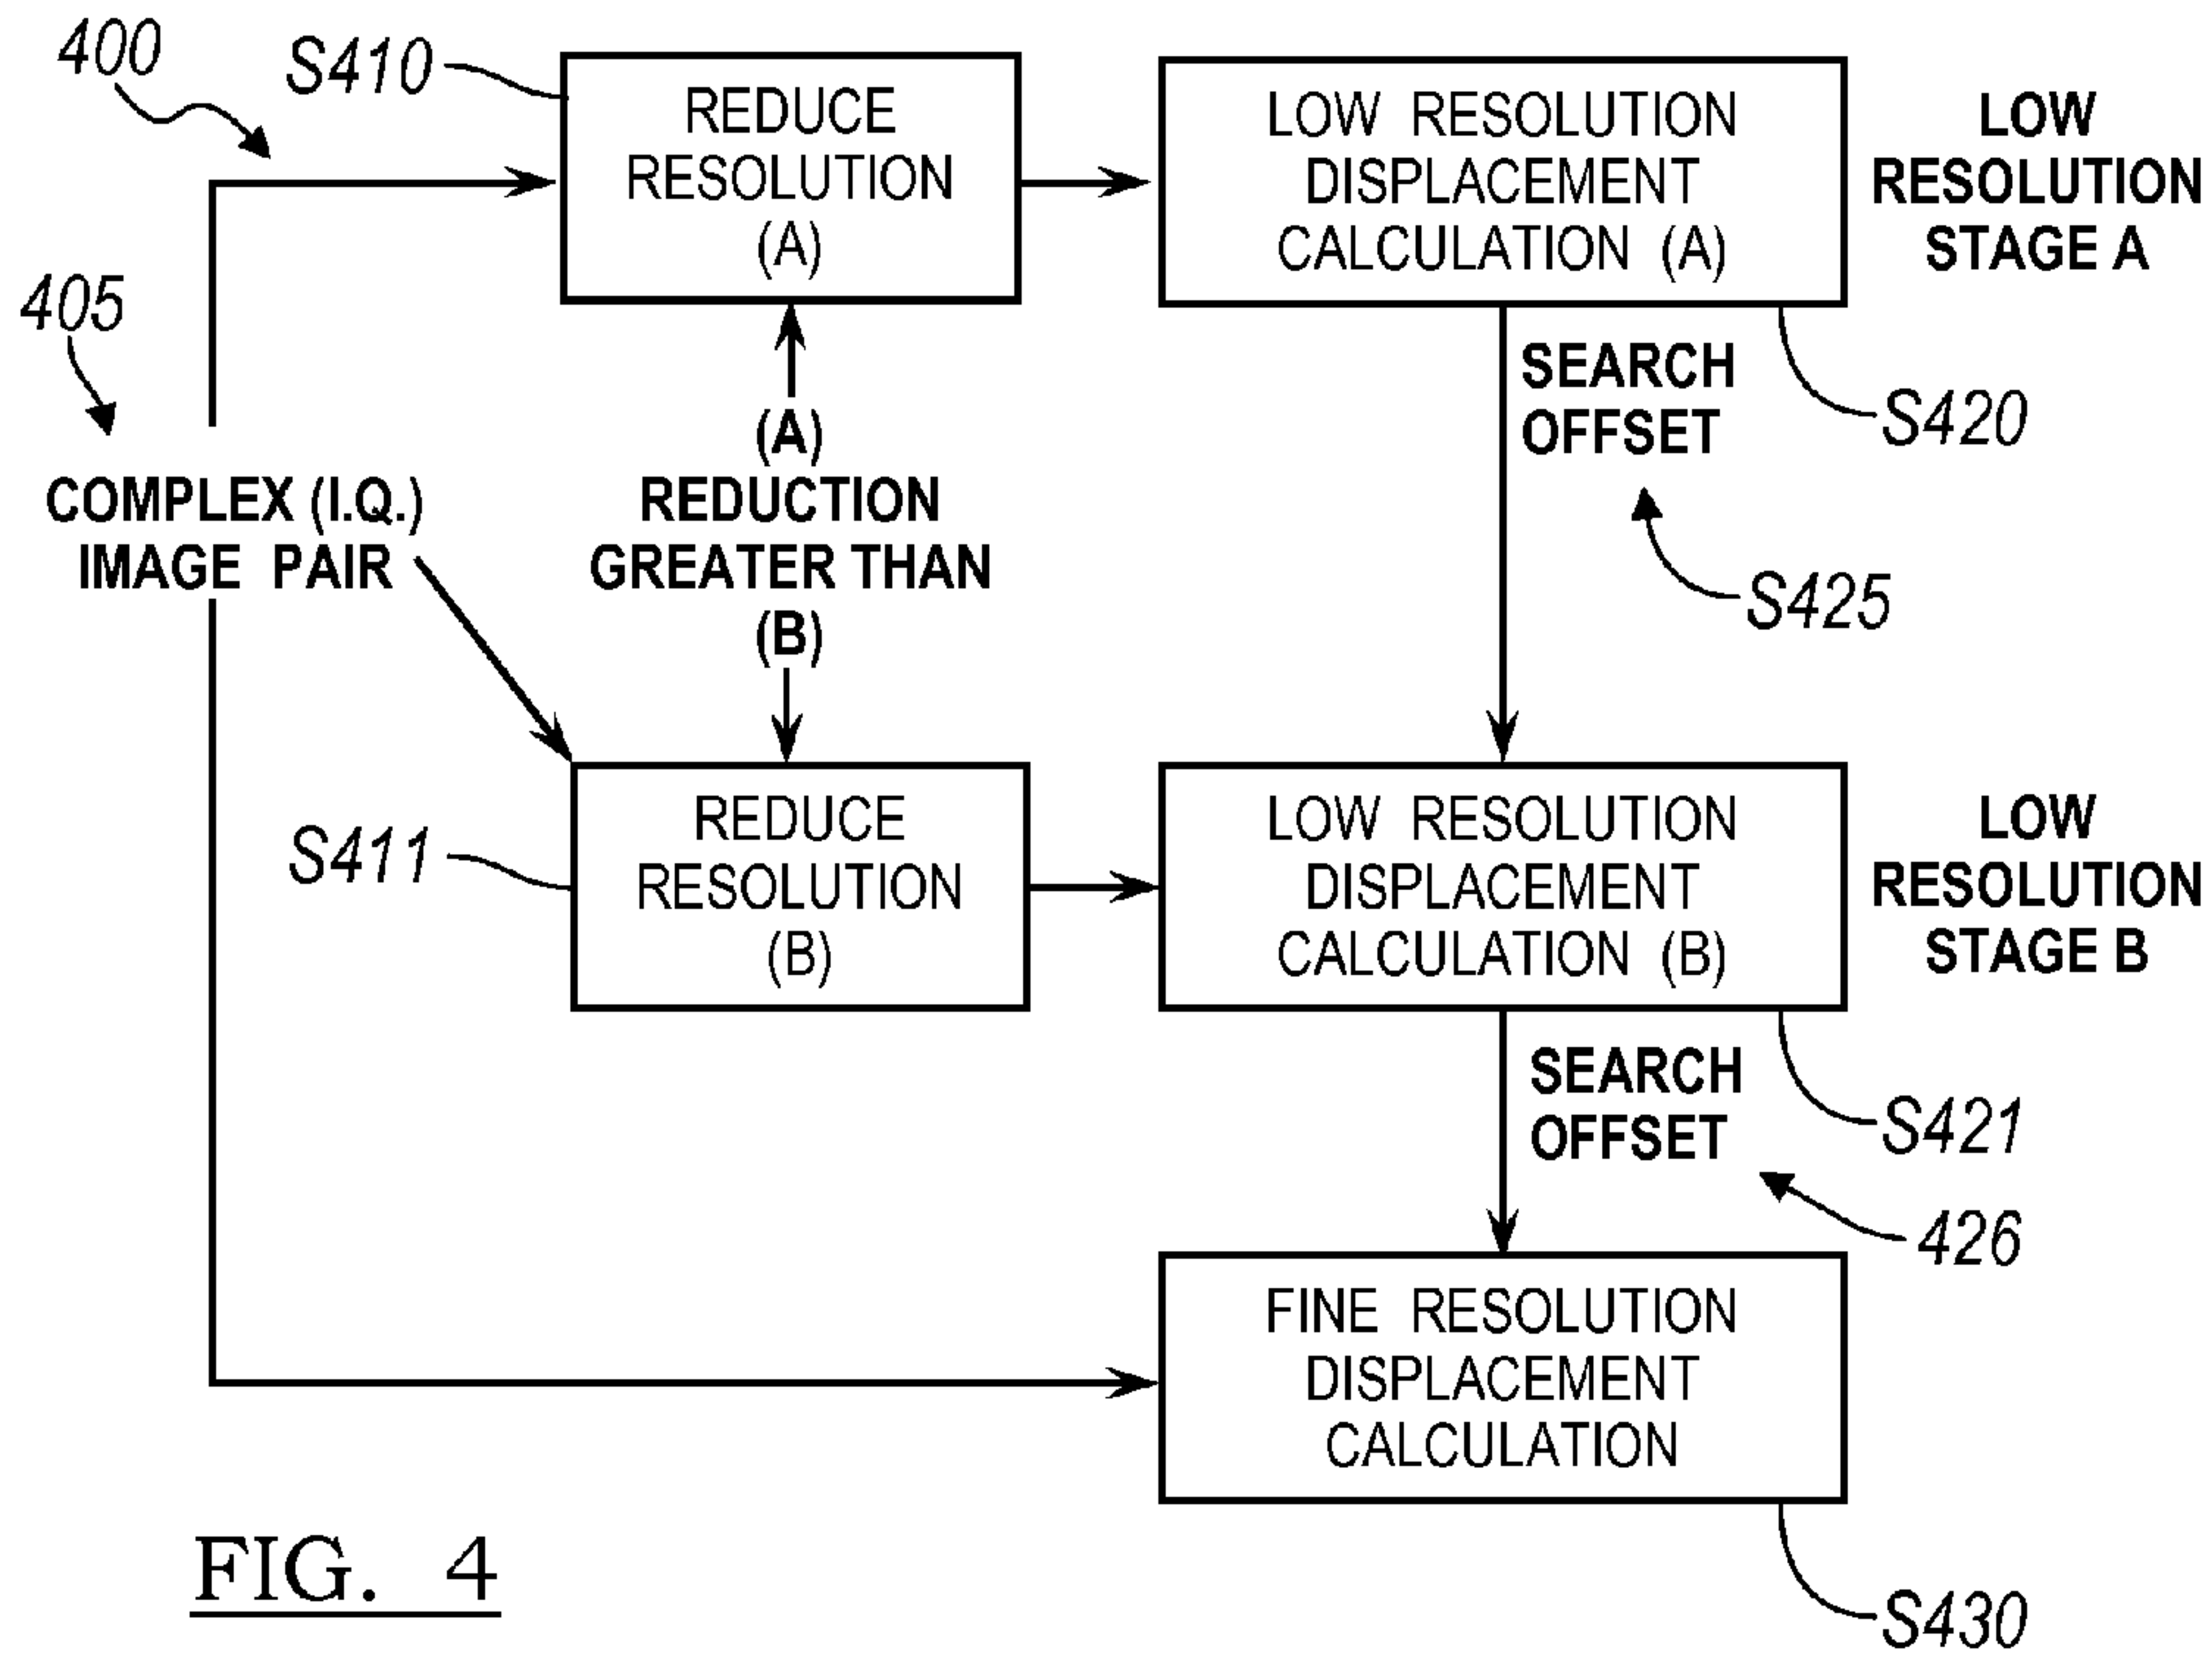 400
S410
REDUCE
RESOLUTION
(A)
LOW RESOLUTION
DISPLACEMENT
CALCULATION (A)
LOW
RESOLUTION
STAGE A
405
SEARCH
OFFSET
S420
COMPLEX (I.Q.)
IMAGE PAIR
(A)
REDUCTION
GREATER THAN
(B)
S425
S411
REDUCE
RESOLUTION
(B)
LOW RESOLUTION
DISPLACEMENT
CALCULATION (B)
LOW
RESOLUTION
STAGE B
SEARCH
OFFSET
S421
426
FINE RESOLUTION
DISPLACEMENT
CALCULATION
S430
FIG. 4